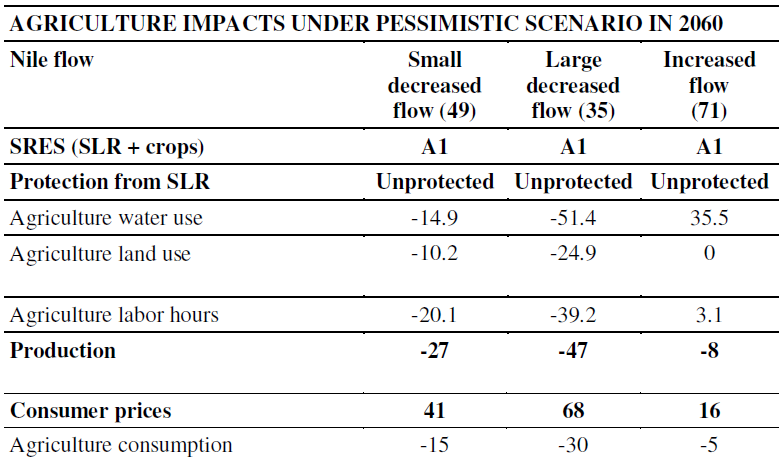 AGRICULTURE IMPACTS UNDER PESSIMISTIC SCENARIO IN 2060
Nile flow Small decreased flow (49) Large decreased flow (35) Increased flow (71)
SRES (SLR + crops) A1 A1 A1
Protection from SLR Unprotected Unprotected Unprotected
Agriculture water use -14.9 -51.4 35.5
Agriculture land use -10.2 -24.9 0
Agriculture labor hours -20.1 -39.2 3.1
Production -27 -47 -8
Consumer prices 41 68 16
Agriculture consumption -15 -30 -5